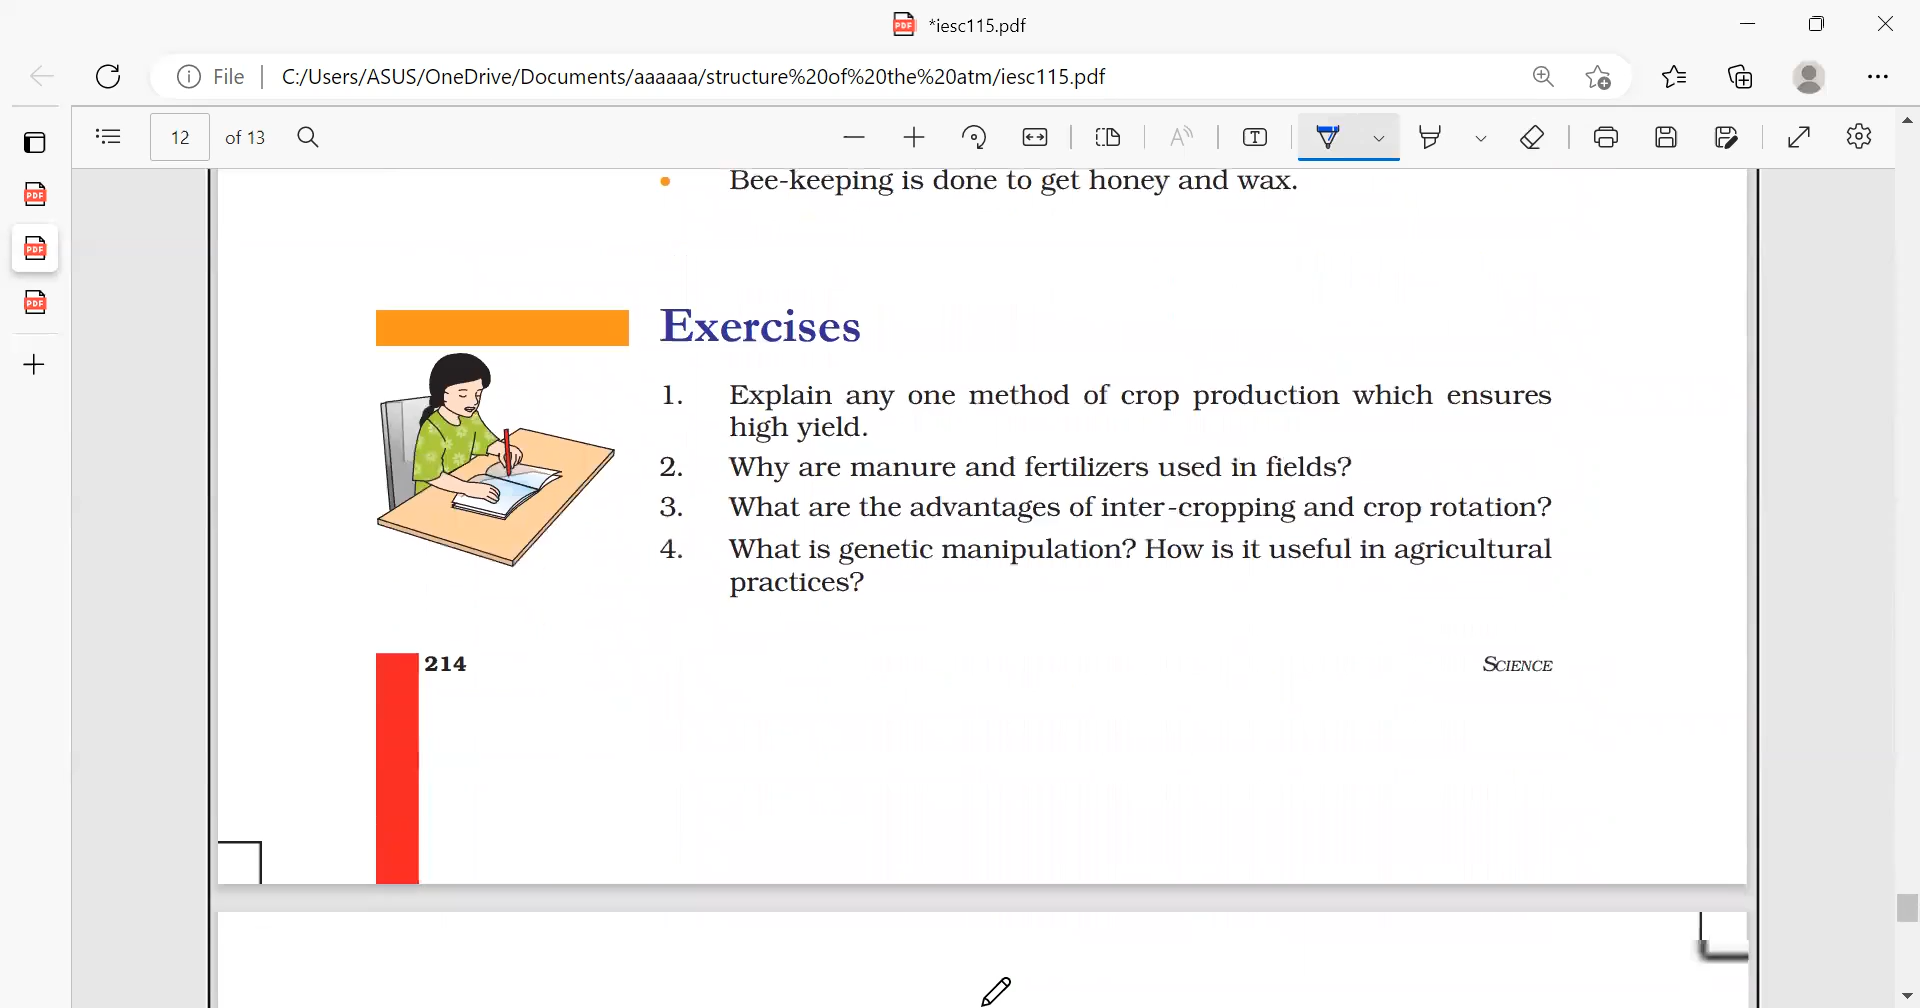 *iesc115.pdf
File
C:/Users/ASUS/OneDrive/Documents/aaaaaa/structure%20of%20the%20atm/iesc115.pdf
12 of 13
• Bee-keeping is done to get honey and wax.
Exercises
1. Explain any one method of crop production which ensures
high yield.
2. Why are manure and fertilizers used in fields?
3. What are the advantages of inter-cropping and crop rotation?
4. What is genetic manipulation? How is it useful in agricultural
practices?
214
SCIENCE